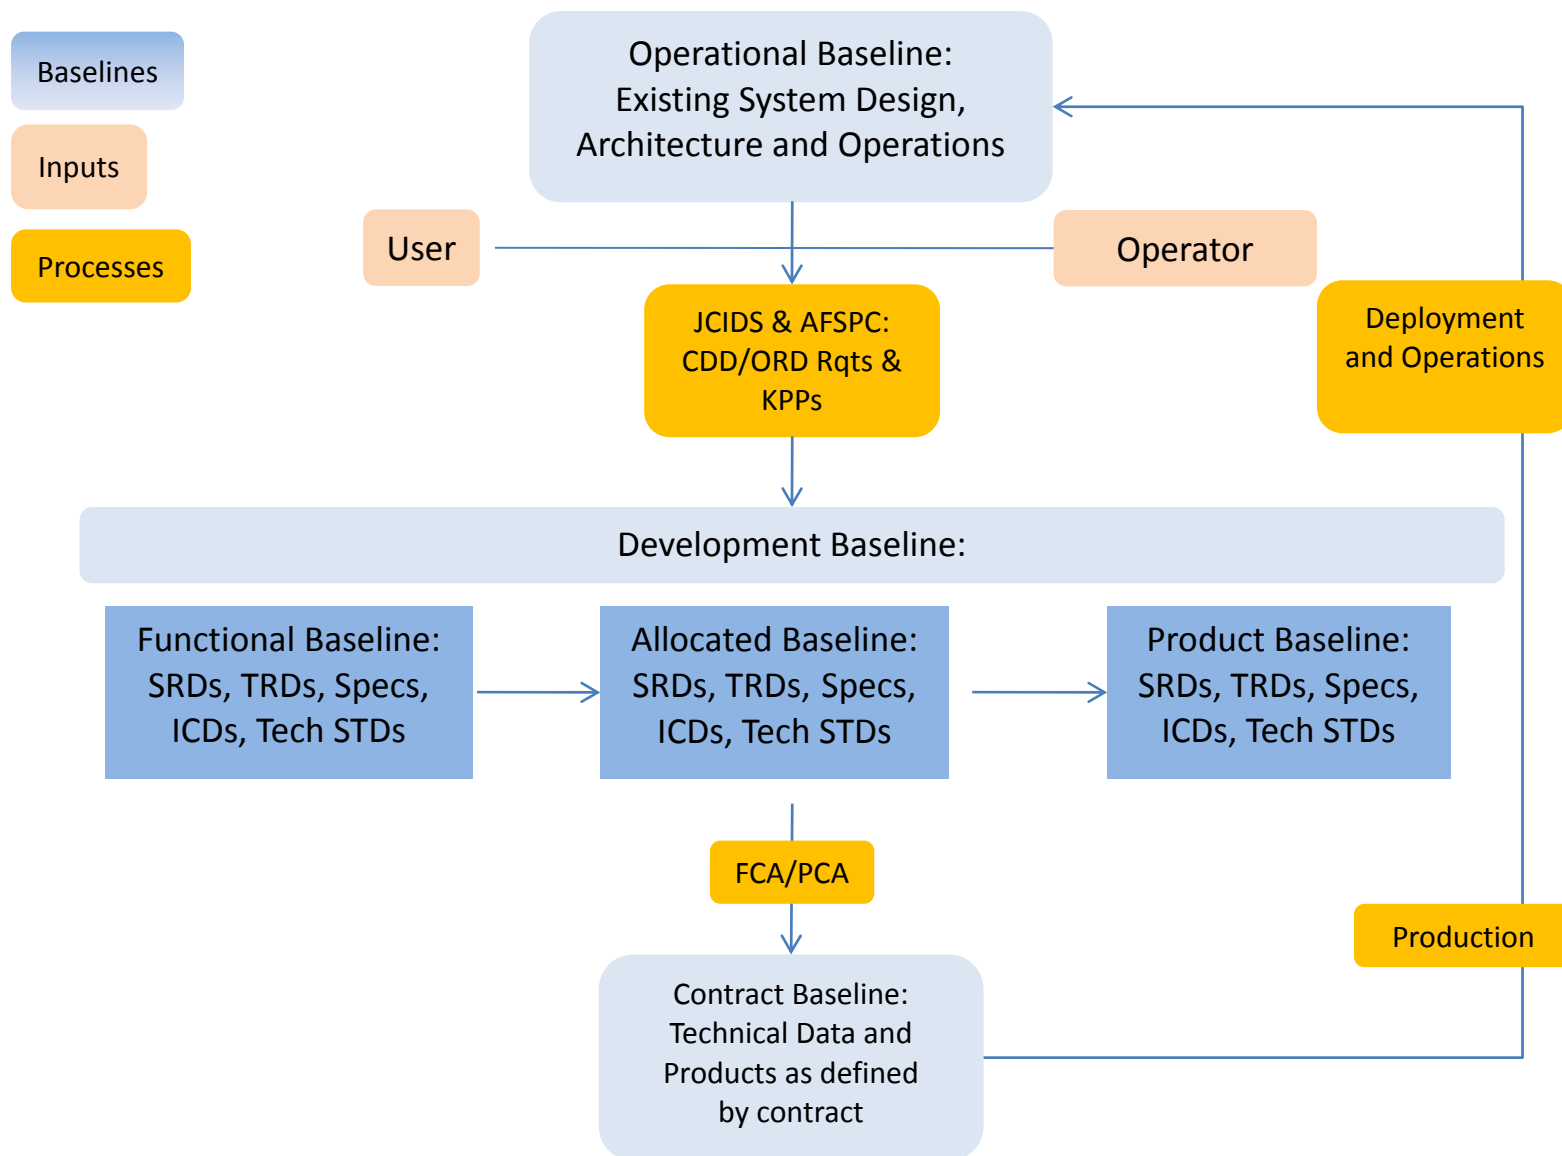 Baselines
Inputs
Processes
Operational Baseline:
Existing System Design,
Architecture and Operations
User
Operator
JCIDS & AFSPC:
CDD/ORD Rqts &
KPPs
Deployment
and Operations
Development Baseline:
Functional Baseline:
SRDs, TRDs, Specs,
ICDs, Tech STDs
Allocated Baseline:
SRDs, TRDs, Specs,
ICDs, Tech STDs
Product Baseline:
SRDs, TRDs, Specs,
ICDs, Tech STDs
FCA/PCA
Production
Contract Baseline:
Technical Data and
Products as defined
by contract